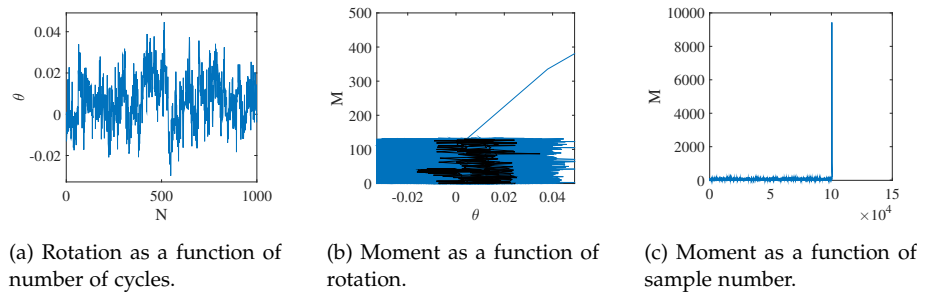 0.04
0.02
0
-0.02
θ
0 500 1000
N
500
400
300
200
100
0
M
-0.02 0 0.02 0.04
θ
10000
8000
6000
4000
2000
0
M
0 5 10 15
×10^4
(a) Rotation as a function of
number of cycles.
(b) Moment as a function of
rotation.
(c) Moment as a function of
sample number.